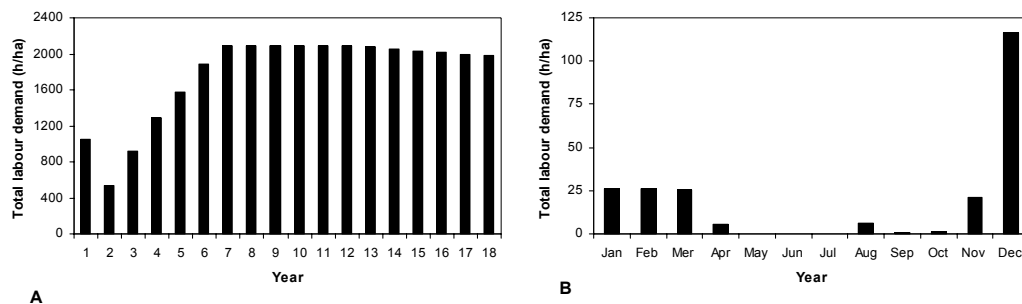 2400
2000
1600
1200
800
400
0
Total labour demand (h/ha)
1 2 3 4 5 6 7 8 9 10 11 12 13 14 15 16 17 18
Year
A
125
100
75
50
25
0
Total labour demand (h/ha)
Jan Feb Mer Apr May Jun Jul Aug Sep Oct Nov Dec
Year
B